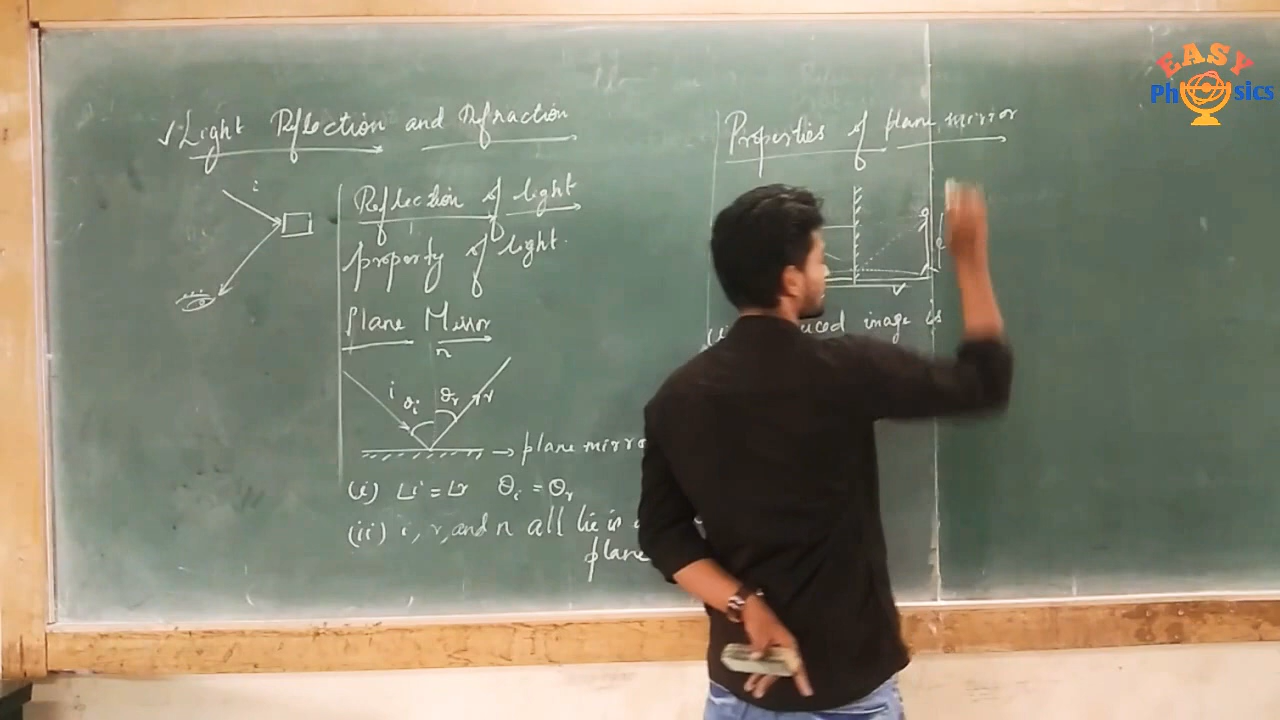 Light Reflection and Refraction
i
Reflection of light
property of light.
plane Mirror
n
i θi θr r
→ plane mirro
(i) ∠i = ∠r θi = θr
(ii) i, r, and n all lie in
plane
Properties of plane mirror
image is
EASY
Physics